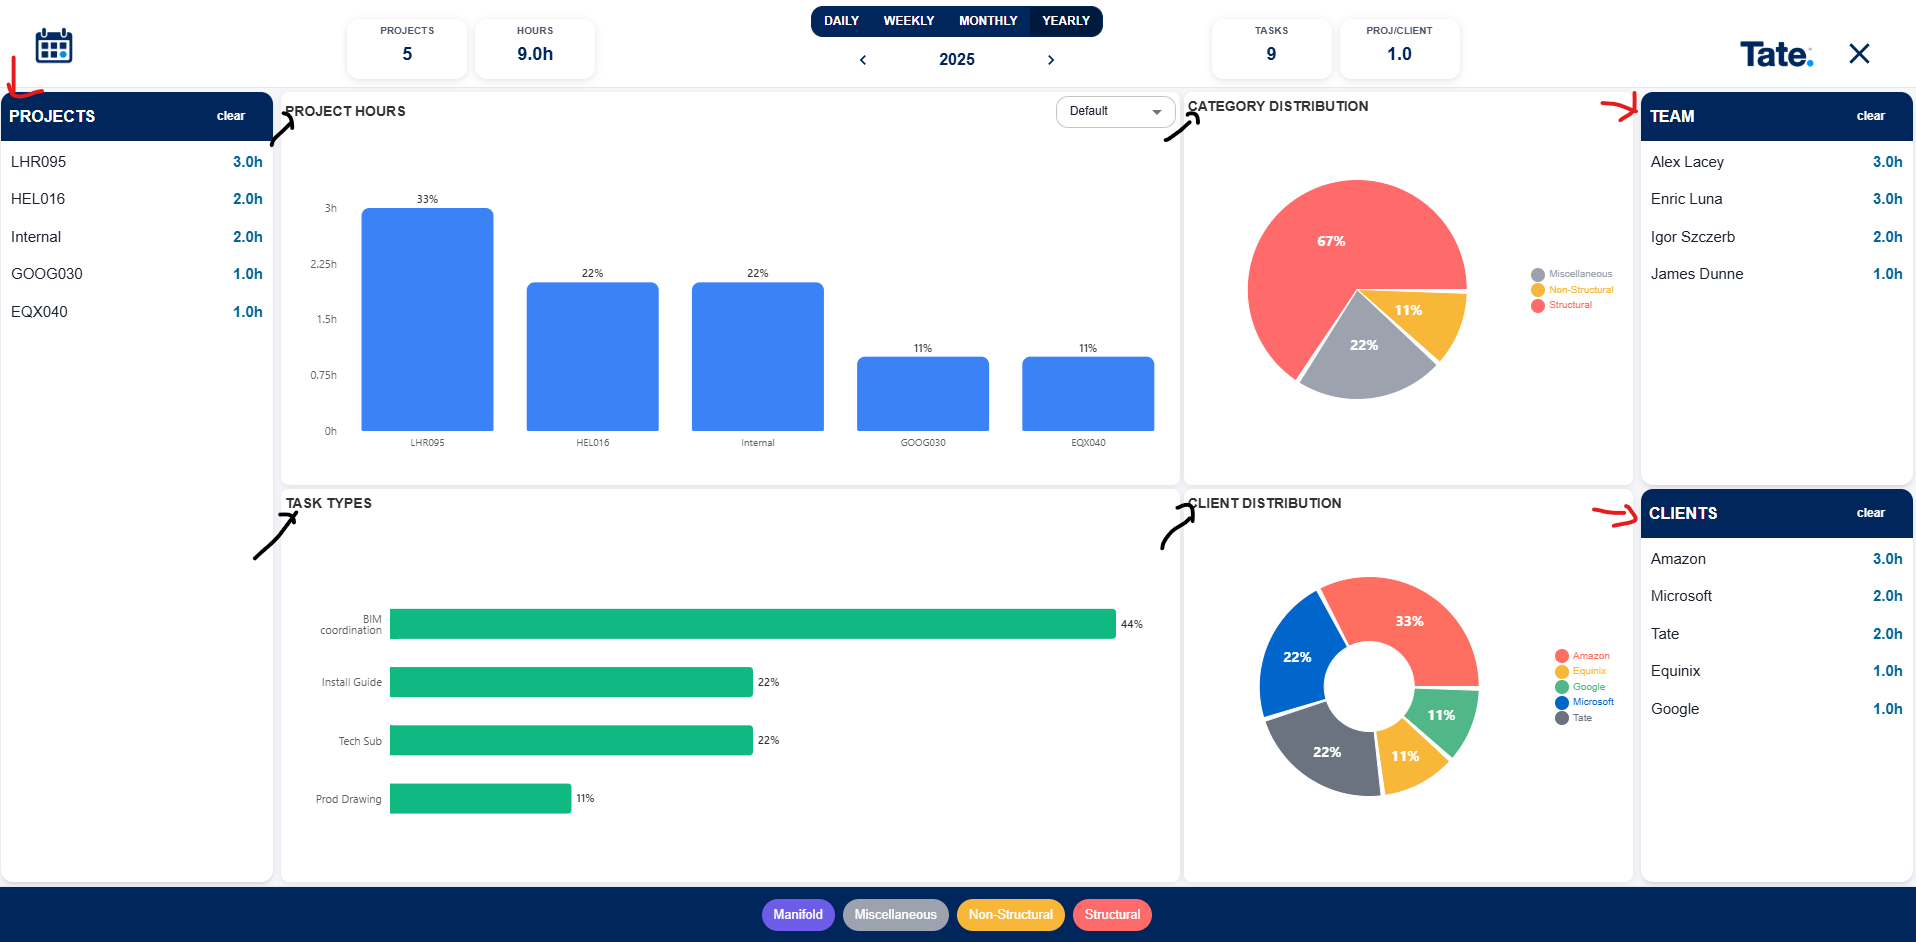 DAILY WEEKLY MONTHLY YEARLY
PROJECTS
5
HOURS
9.0h
< 2025 >
TASKS
9
PROJ/CLIENT
1.0
Tate.
PROJECTS clear
LHR095 3.0h
HEL016 2.0h
Internal 2.0h
GOOG030 1.0h
EQX040 1.0h
PROJECT HOURS
Default
3h
2.25h
1.5h
0.75h
0h
33%
22%
22%
11%
11%
LHR095 HEL016 Internal GOOG030 EQX040
CATEGORY DISTRIBUTION
67%
11%
22%
Miscellaneous
Non-Structural
Structural
TEAM clear
Alex Lacey 3.0h
Enric Luna 3.0h
Igor Szczerb 2.0h
James Dunne 1.0h
TASK TYPES
BIM
coordination
44%
Install Guide 22%
Tech Sub 22%
Prod Drawing 11%
CLIENT DISTRIBUTION
33%
22%
11%
22%
11%
Amazon
Equinix
Google
Microsoft
Tate
CLIENTS clear
Amazon 3.0h
Microsoft 2.0h
Tate 2.0h
Equinix 1.0h
Google 1.0h
Manifold Miscellaneous Non-Structural Structural